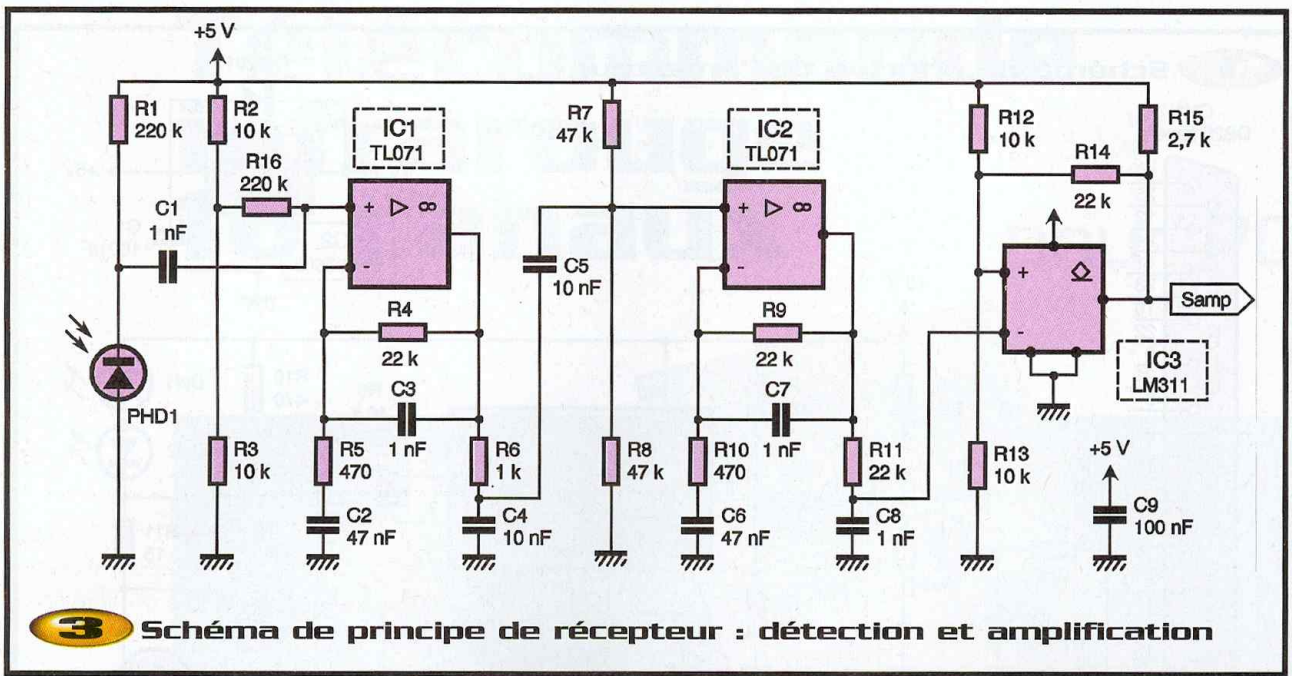 +5 V
R1
220 k
R2
10 k
R16
220 k
C1
1 nF
PHD1
R3
10 k
IC1
TL071
+
∞
-
R4
22 k
C3
1 nF
R5
470
C2
47 nF
R6
1 k
C4
10 nF
C5
10 nF
R7
47 k
R8
47 k
IC2
TL071
+
∞
-
R9
22 k
C7
1 nF
R10
470
C6
47 nF
R11
22 k
C8
1 nF
R12
10 k
R14
22 k
R15
2,7 k
+
-
Samp
IC3
LM311
R13
10 k
+5 V
C9
100 nF
3 Schéma de principe de récepteur : détection et amplification